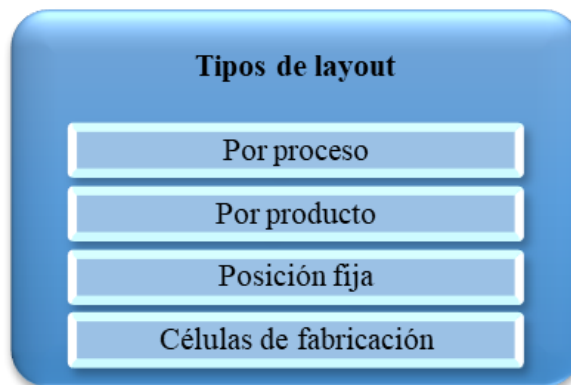 Tipos de layout
Por proceso
Por producto
Posición fija
Células de fabricación